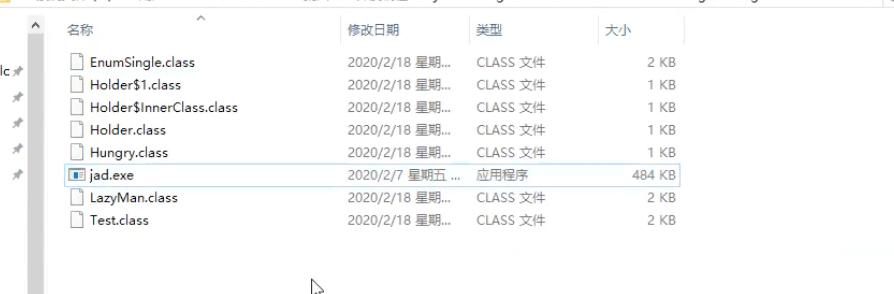 名称 修改日期 类型 大小
EnumSingle.class 2020/2/18 星期... CLASS 文件 2 KB
Holder$1.class 2020/2/18 星期... CLASS 文件 1 KB
Holder$InnerClass.class 2020/2/18 星期... CLASS 文件 1 KB
Holder.class 2020/2/18 星期... CLASS 文件 1 KB
Hungry.class 2020/2/18 星期... CLASS 文件 1 KB
jad.exe 2020/2/7 星期五 ... 应用程序 484 KB
LazyMan.class 2020/2/18 星期... CLASS 文件 2 KB
Test.class 2020/2/18 星期... CLASS 文件 2 KB